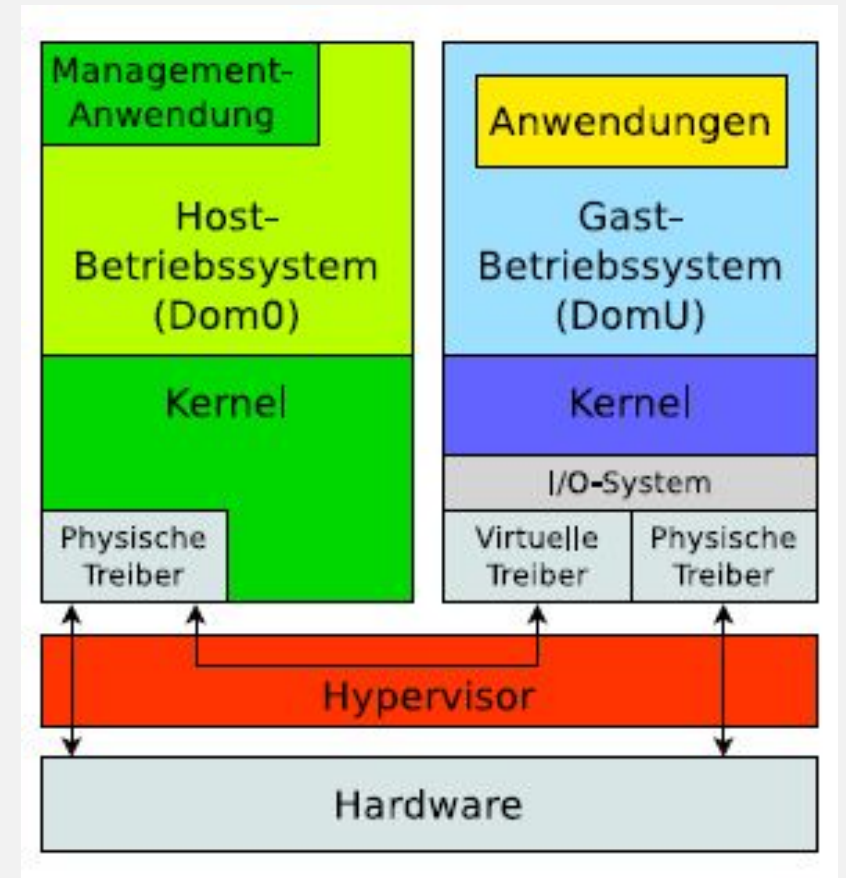 Management-
Anwendung
Host-
Betriebssystem
(Dom0)
Kernel
Physische
Treiber
Anwendungen
Gast-
Betriebssystem
(DomU)
Kernel
I/O-System
Virtuelle
Treiber
Physische
Treiber
Hypervisor
Hardware